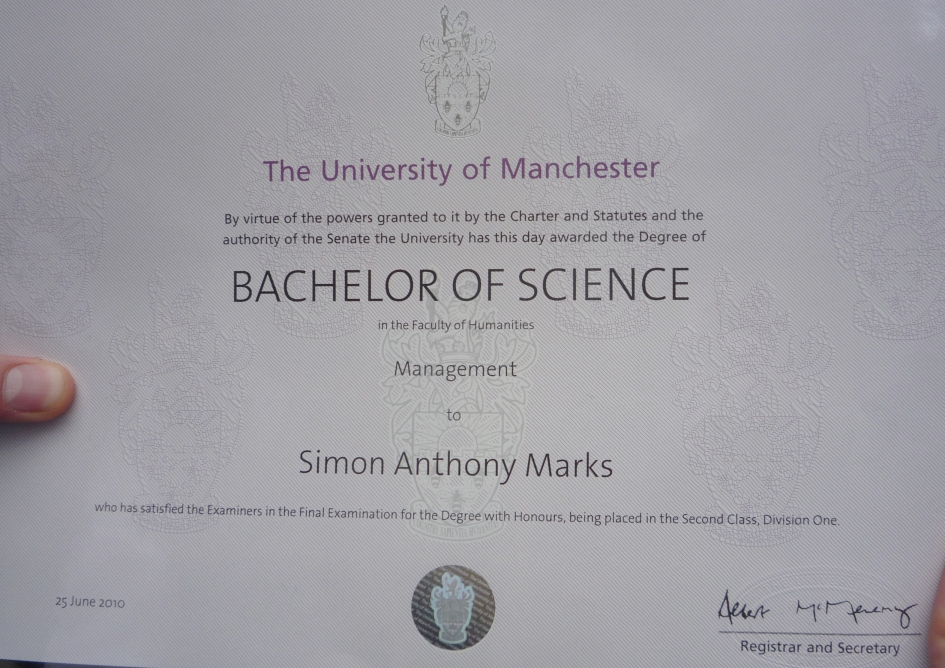 The University of Manchester
By virtue of the powers granted to it by the Charter and Statutes and the
authority of the Senate the University has this day awarded the Degree of
BACHELOR OF SCIENCE
in the Faculty of Humanities
Management
to
Simon Anthony Marks
who has satisfied the Examiners in the Final Examination for the Degree with Honours, being placed in the Second Class, Division One.
25 June 2010
Registrar and Secretary